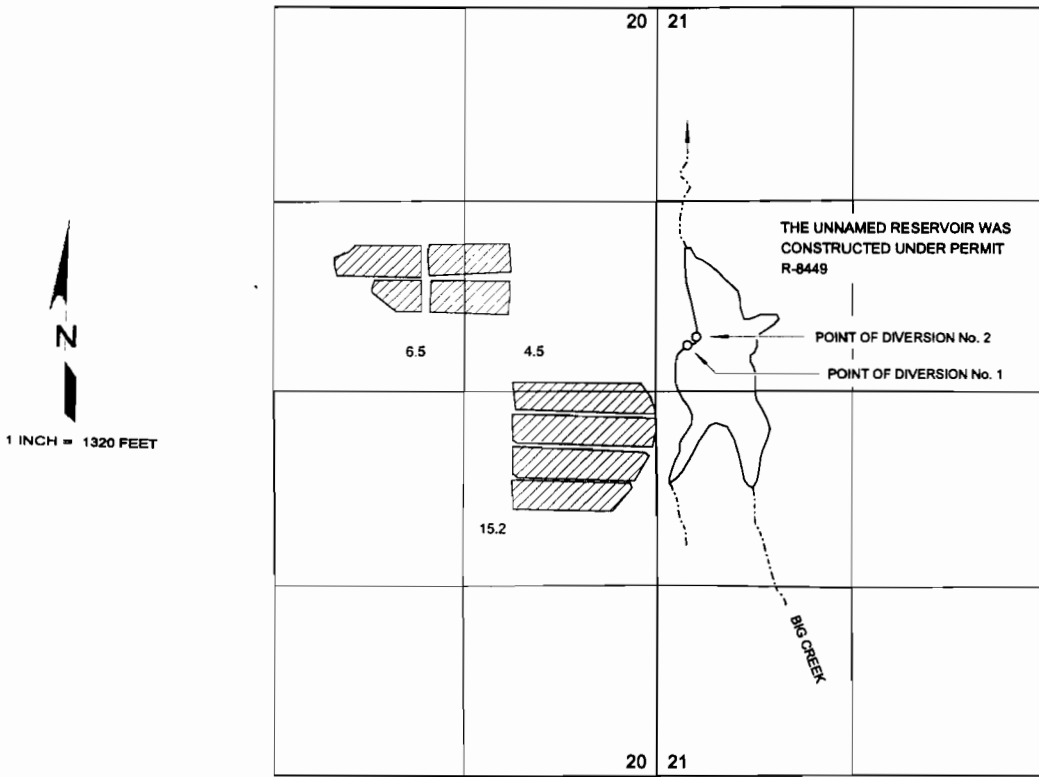 20 21
THE UNNAMED RESERVOIR WAS
CONSTRUCTED UNDER PERMIT
R-8449
N
1 INCH = 1320 FEET
6.5
4.5
POINT OF DIVERSION No. 2
POINT OF DIVERSION No. 1
15.2
BIG CREEK
20 21